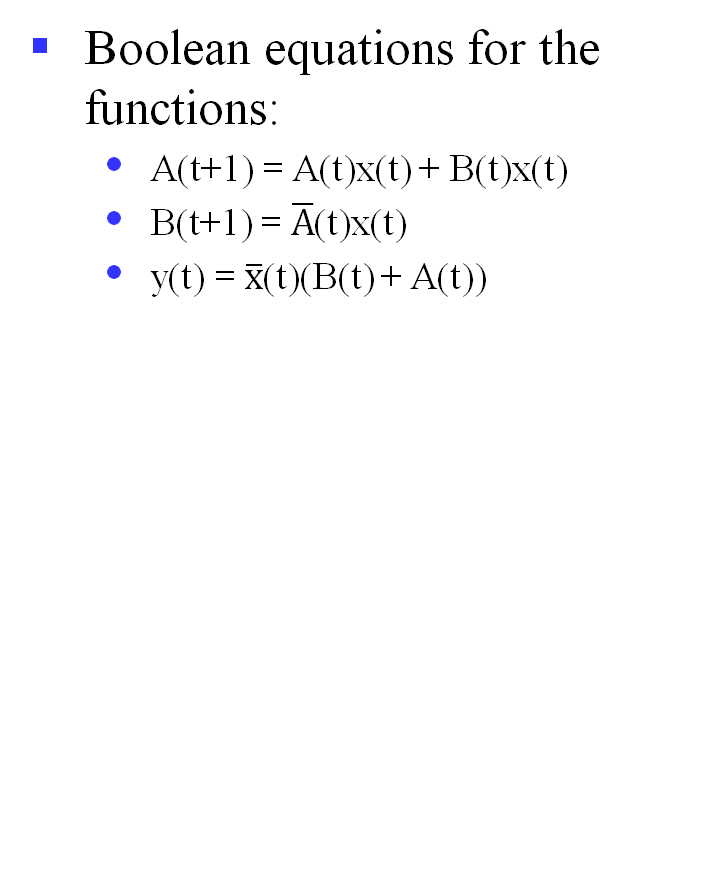 Boolean equations for the
functions:
A(t+1) = A(t)x(t) + B(t)x(t)
B(t+1) = A̅(t)x(t)
y(t) = x̅(t)(B(t) + A(t))